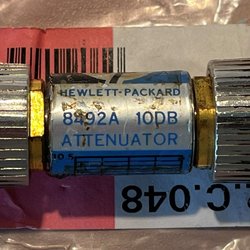 HEWLETT-PACKARD
8492A 10DB
ATTENUATOR
.C.048